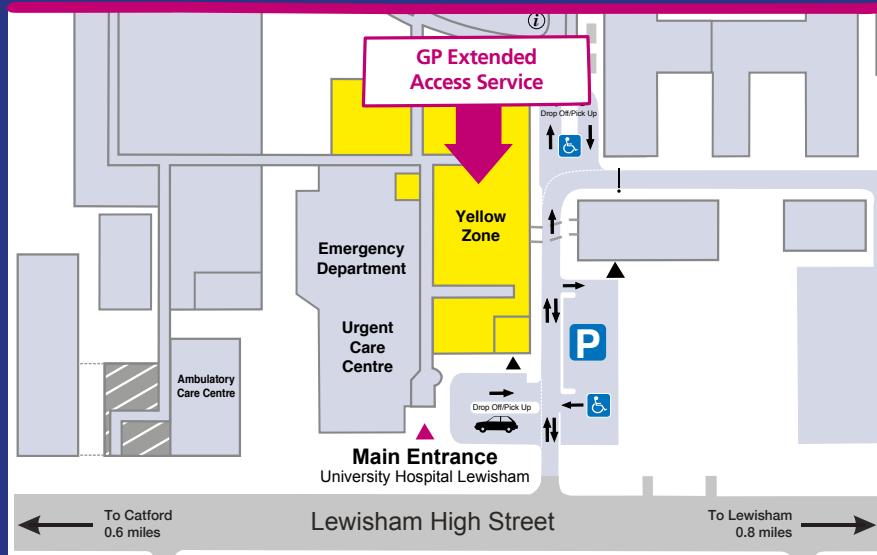 i
GP Extended
Access Service
Drop Off/Pick Up
Yellow
Zone
Emergency
Department
Urgent
Care
Centre
P
Ambulatory
Care Centre
Drop Off/Pick Up
Main Entrance
University Hospital Lewisham
To Catford
0.6 miles
Lewisham High Street
To Lewisham
0.8 miles